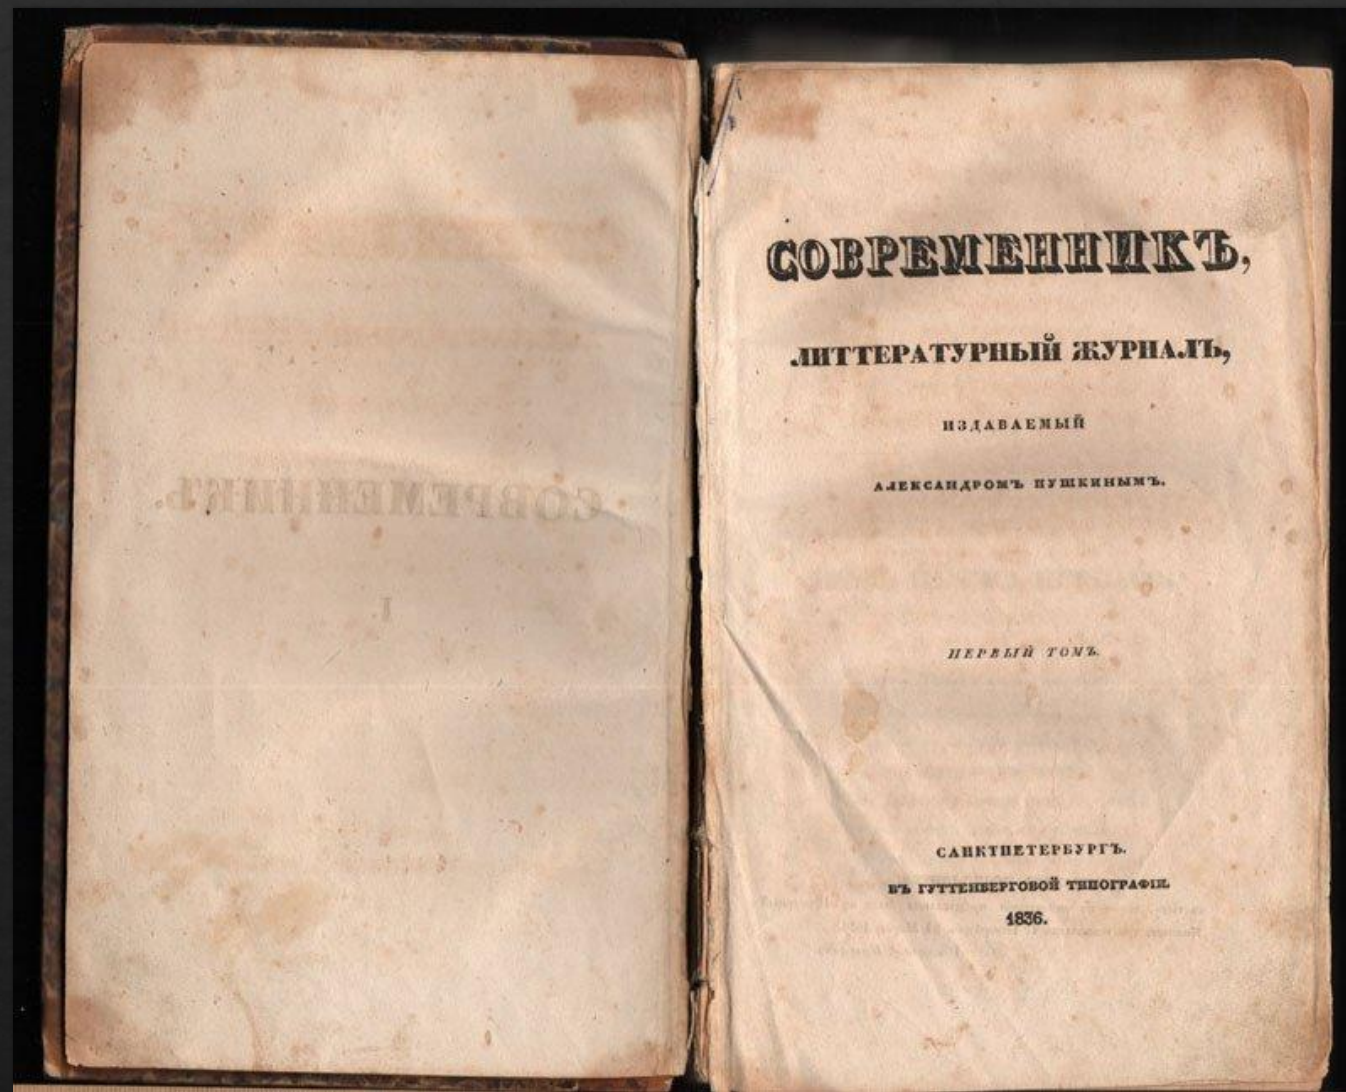 СОВРЕМЕННИКЪ.
I.
СОВРЕМЕННИКЪ,
ЛИТТЕРАТУРНЫЙ ЖУРНАЛЪ,
ИЗДАВАЕМЫЙ
АЛЕКСАНДРОМЪ ПУШКИНЫМЪ.
ПЕРВЫЙ ТОМЪ.
САНКТПЕТЕРБУРГЪ.
ВЪ ГУТТЕНБЕРГОВОЙ ТИПОГРАФІИ.
1836.